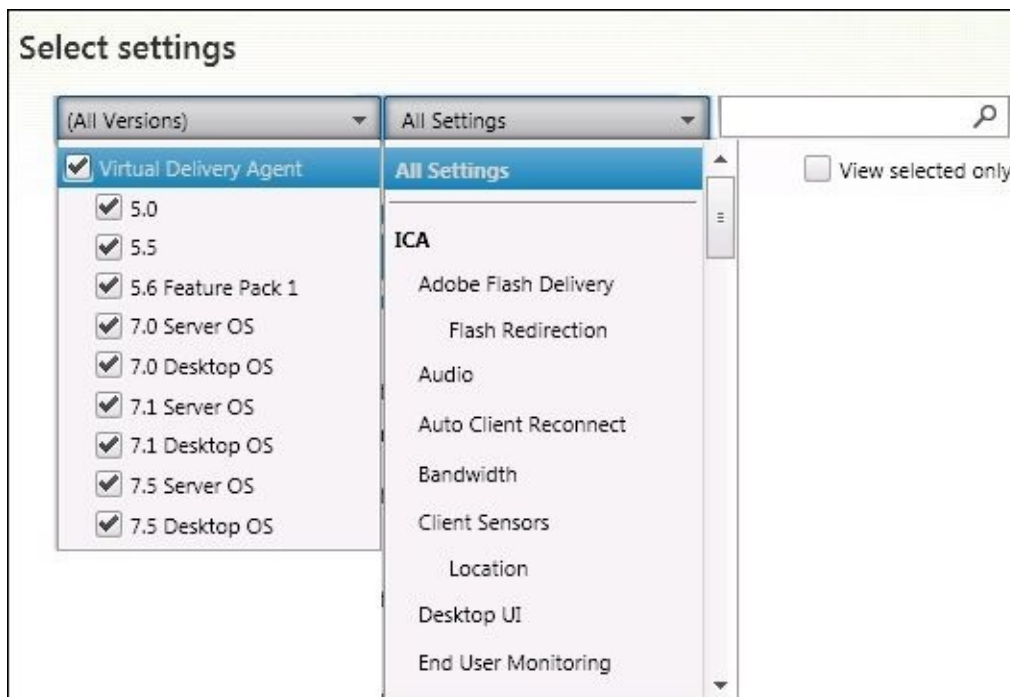 Select settings
(All Versions)
Virtual Delivery Agent
5.0
5.5
5.6 Feature Pack 1
7.0 Server OS
7.0 Desktop OS
7.1 Server OS
7.1 Desktop OS
7.5 Server OS
7.5 Desktop OS
All Settings
All Settings
ICA
Adobe Flash Delivery
Flash Redirection
Audio
Auto Client Reconnect
Bandwidth
Client Sensors
Location
Desktop UI
End User Monitoring
View selected only